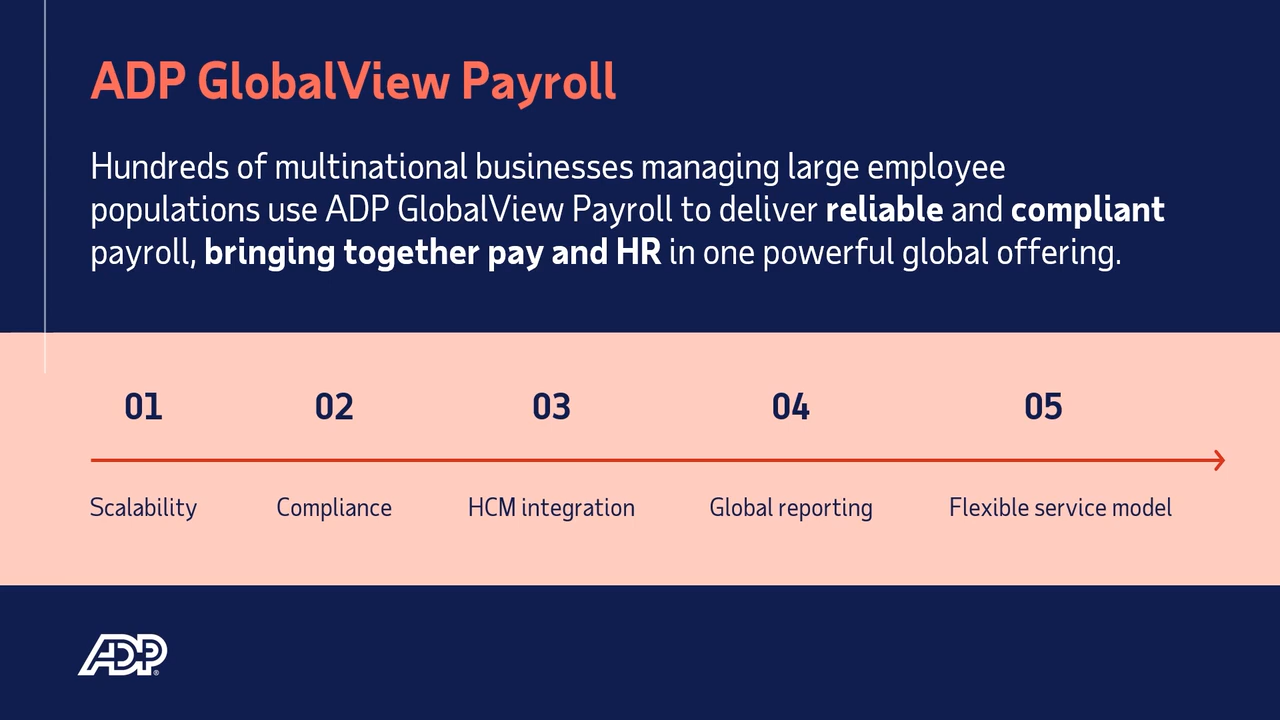 ADP GlobalView Payroll
Hundreds of multinational businesses managing large employee
populations use ADP GlobalView Payroll to deliver reliable and compliant
payroll, bringing together pay and HR in one powerful global offering.
01 02 03 04 05
Scalability Compliance HCM integration Global reporting Flexible service model
ADP®